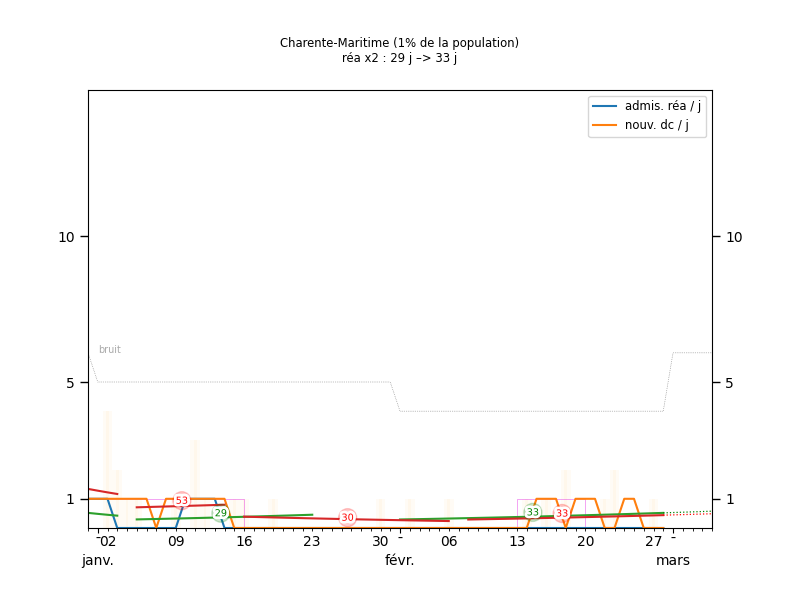 Charente-Maritime (1% de la population)
réa x2 : 29 j –> 33 j
admis. réa / j
nouv. dc / j
10 10
bruit
5 5
53 29 30 33 33
1 1
02 09 16 23 30 06 13 20 27
janv. févr. mars